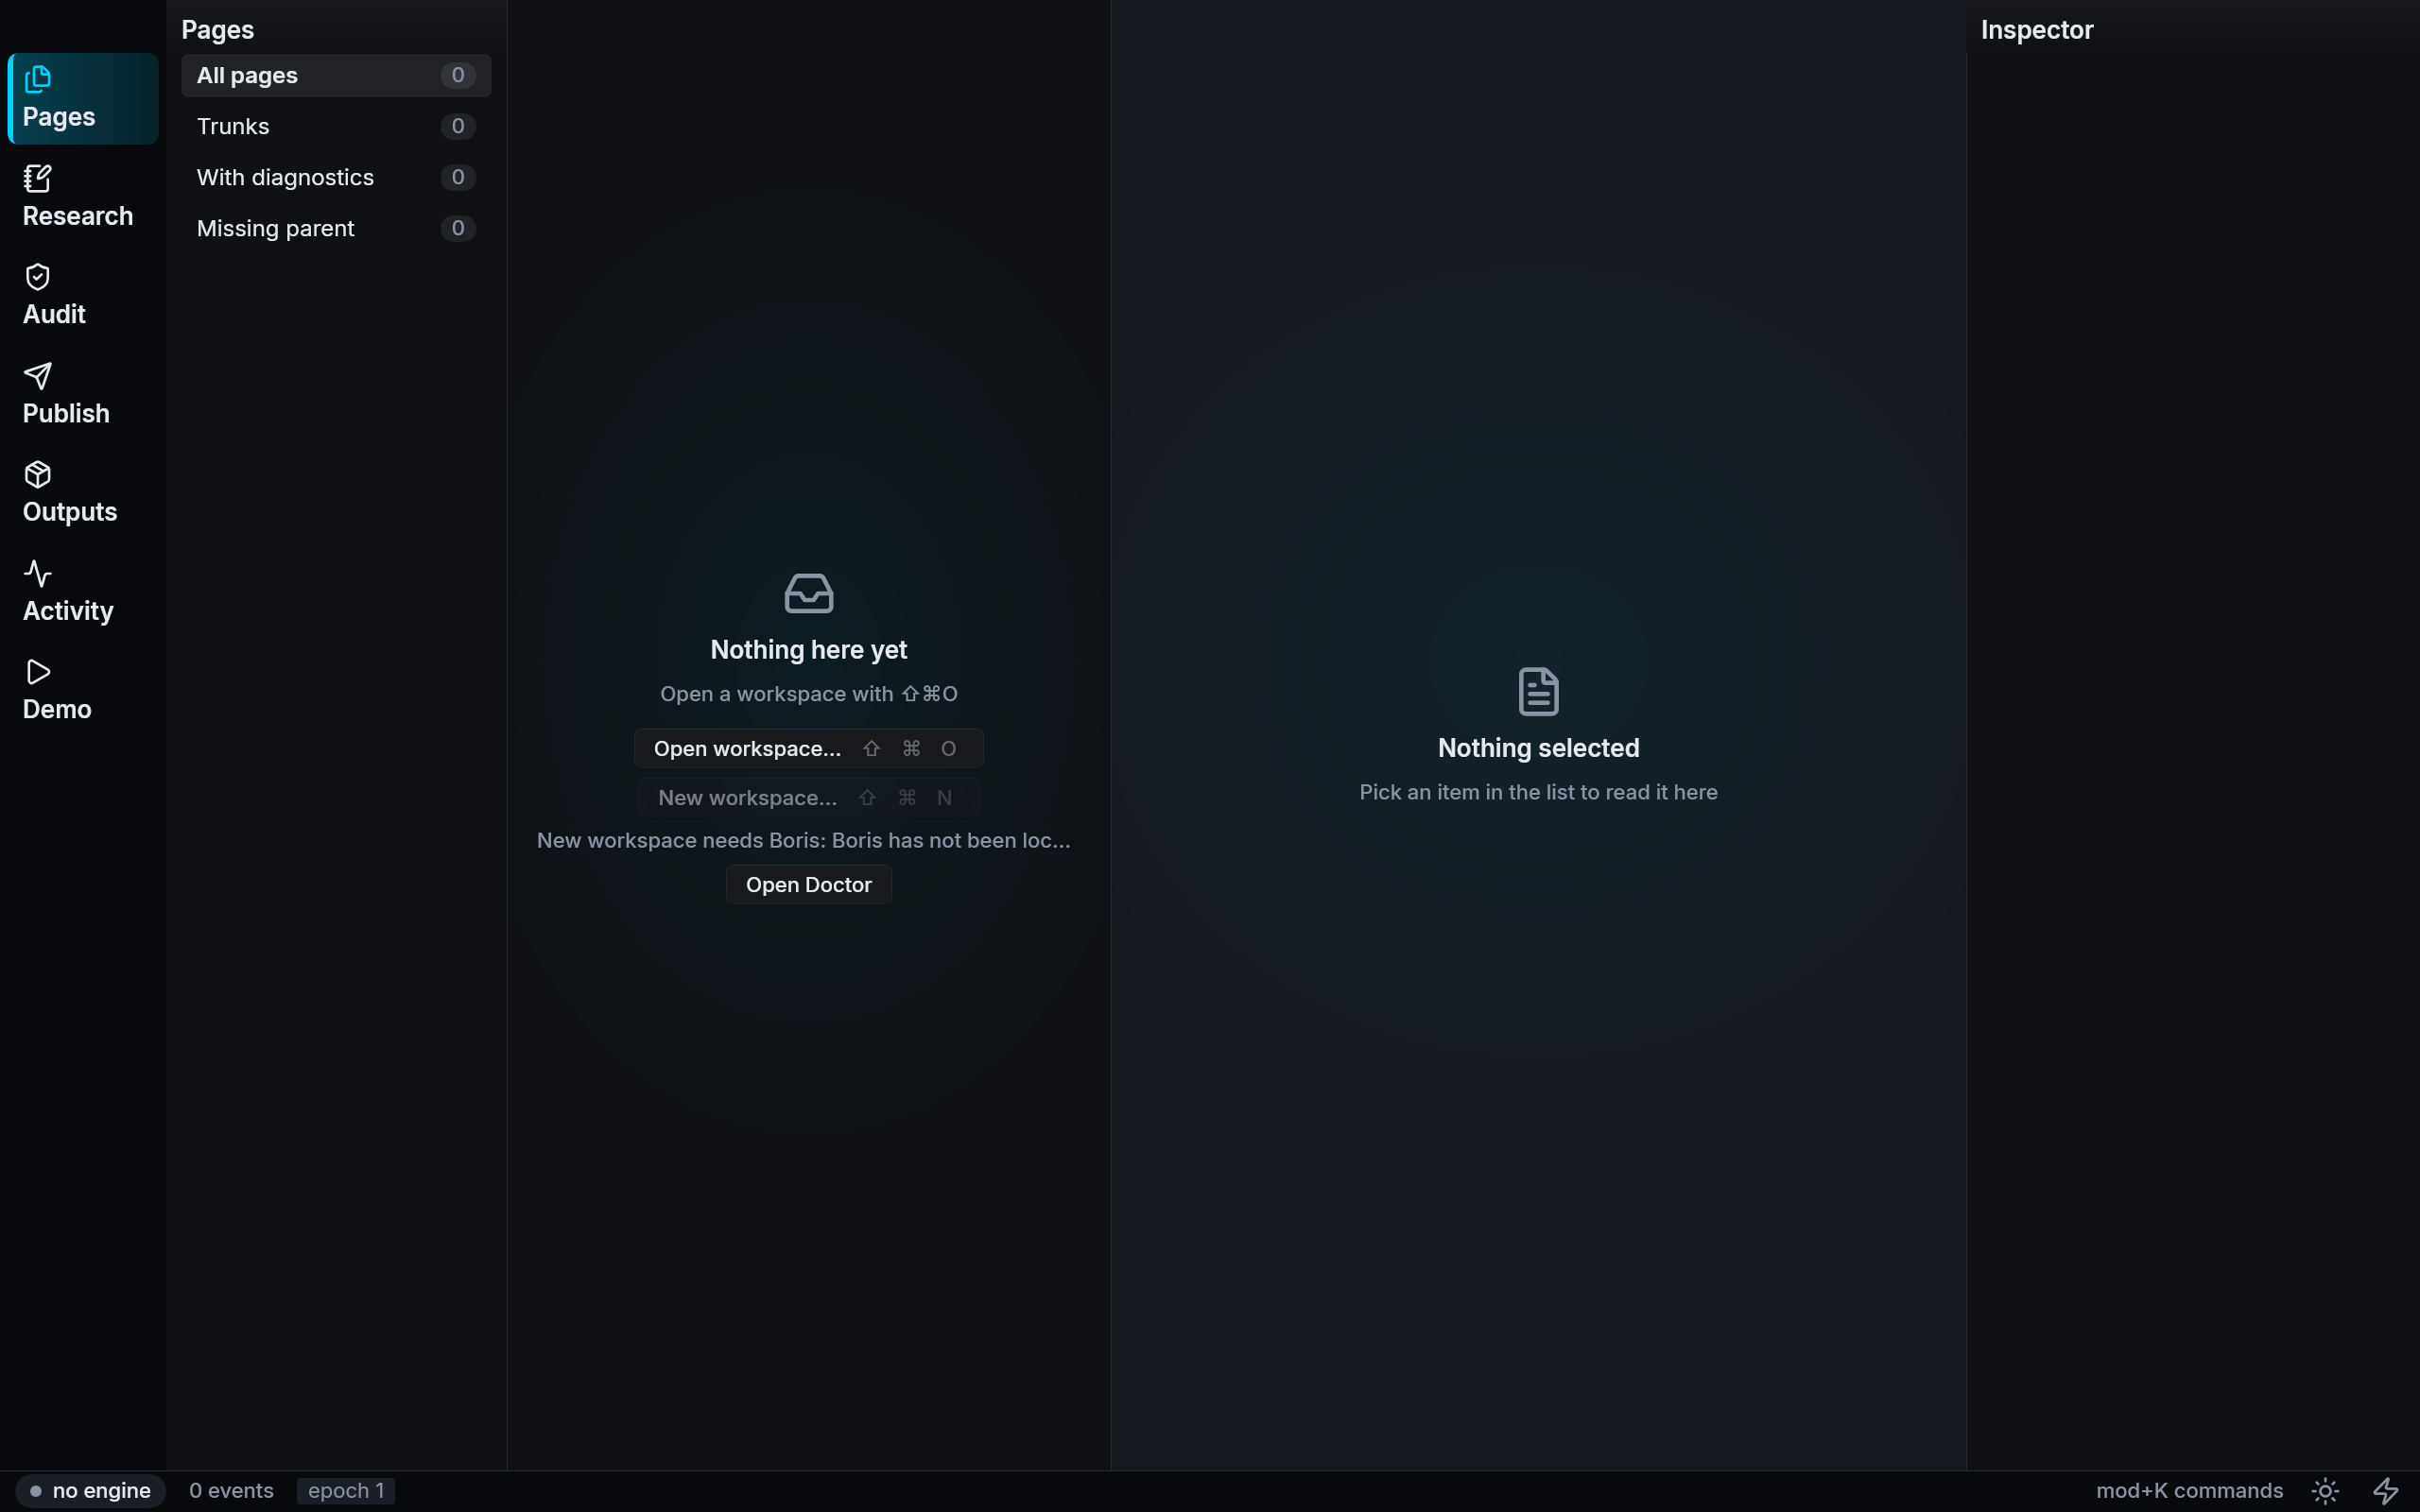 Pages
Research
Audit
Publish
Outputs
Activity
Demo
Pages
All pages 0
Trunks 0
With diagnostics 0
Missing parent 0
Nothing here yet
Open a workspace with ⇧⌘O
Open workspace... ⇧ ⌘ O
New workspace... ⇧ ⌘ N
New workspace needs Boris: Boris has not been loc...
Open Doctor
Nothing selected
Pick an item in the list to read it here
Inspector
no engine 0 events epoch 1
mod+K commands